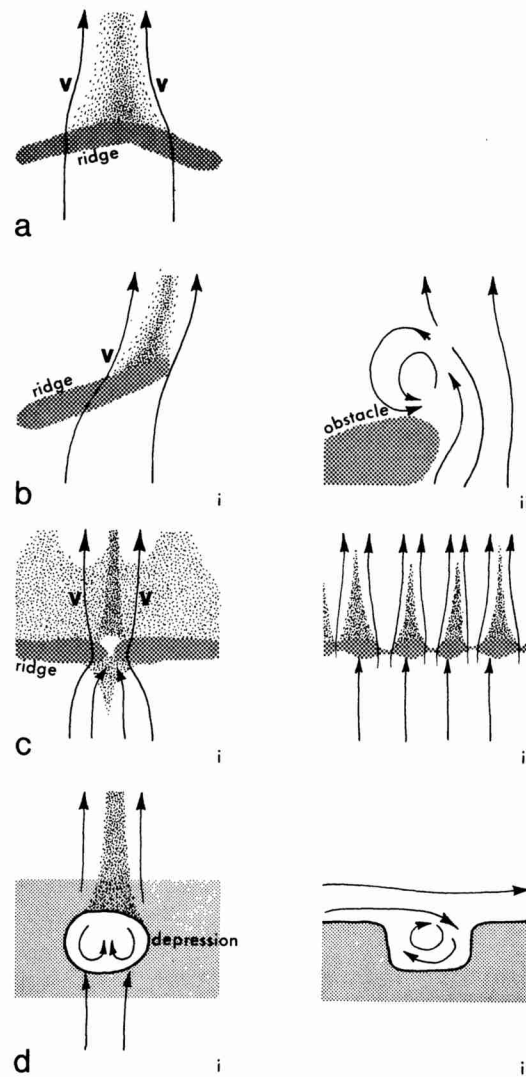 v v
ridge
a
v
ridge
obstacle
b i i
v v
ridge
c i i
depression
d i i